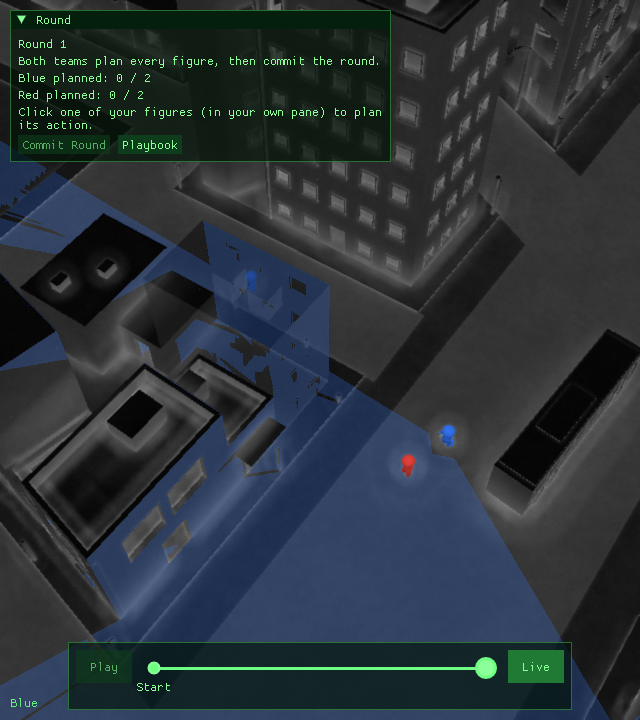 Round
Round 1
Both teams plan every figure, then commit the round.
Blue planned: 0 / 2
Red planned: 0 / 2
Click one of your figures (in your own pane) to plan
its action.
Commit Round Playbook
Play
Live
Start
Blue